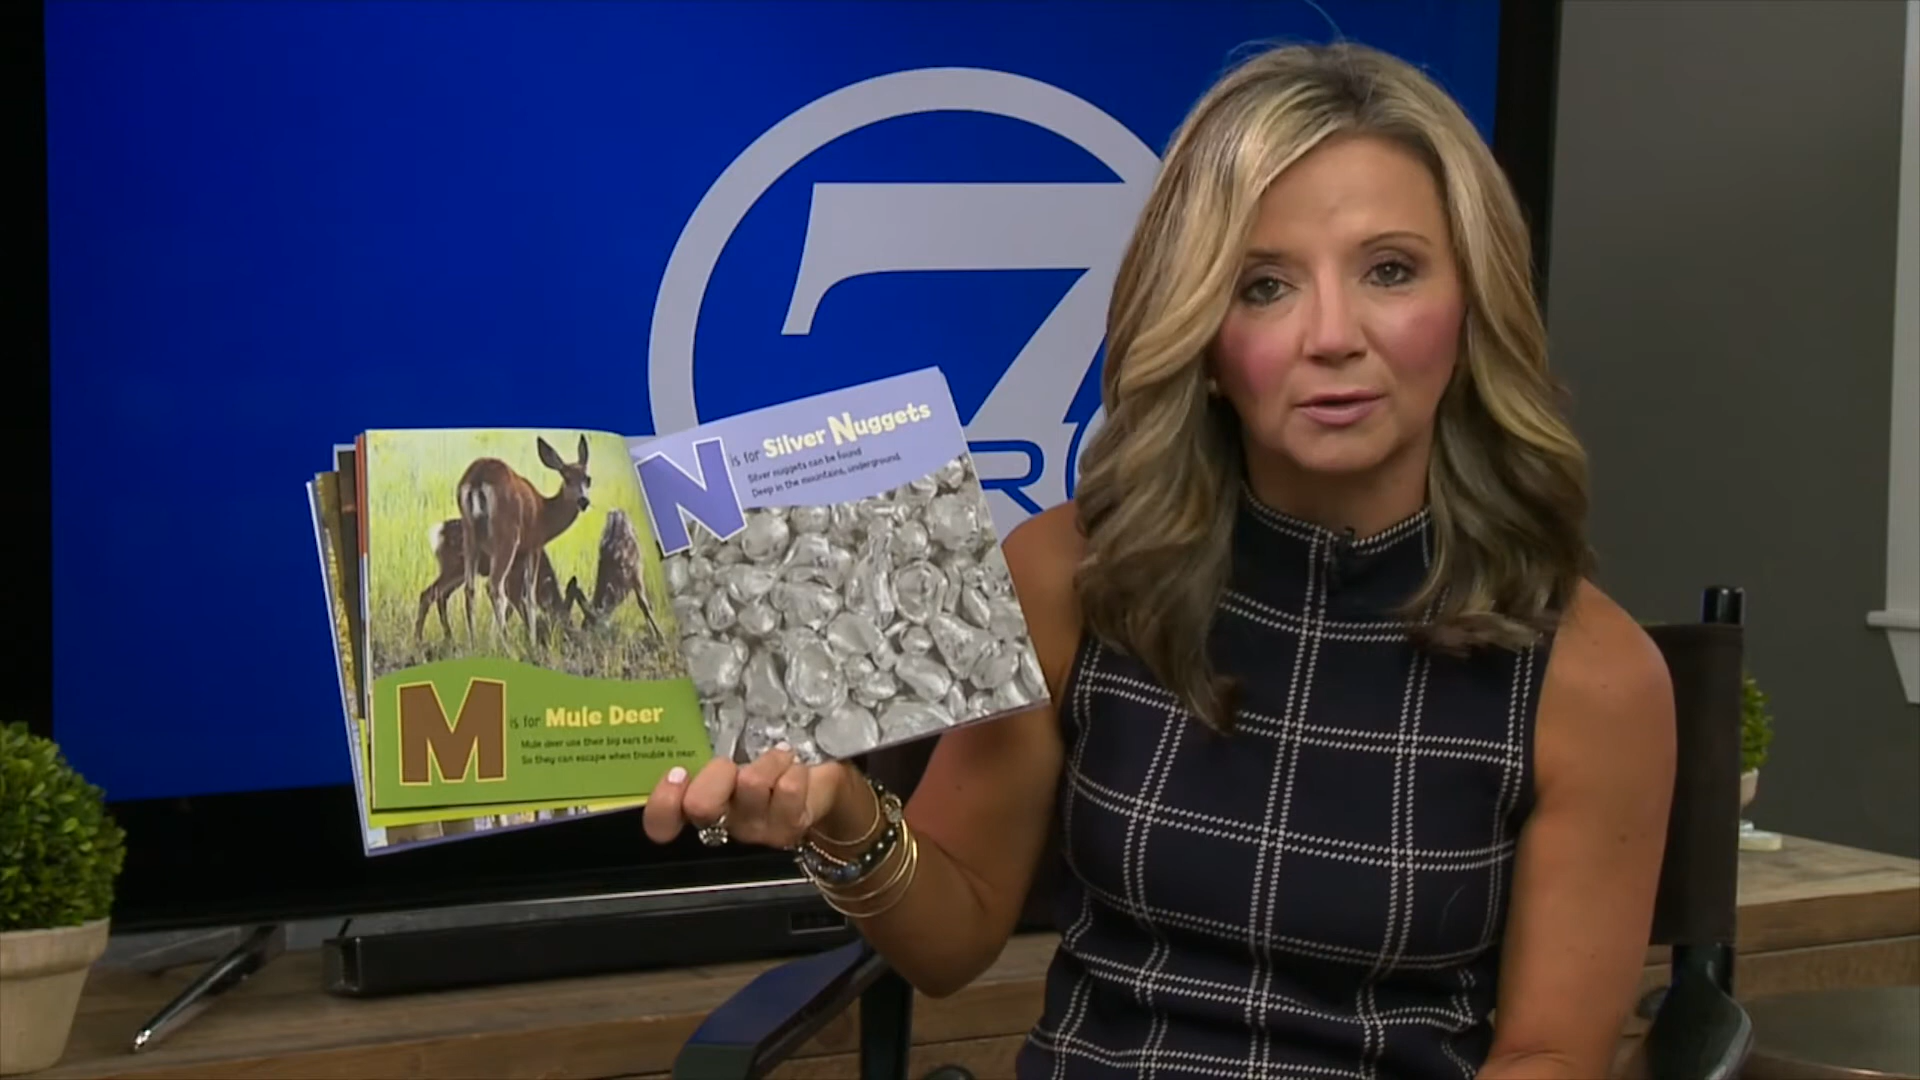 7
M is for Mule Deer
Mule deer use their big ears to hear,
So they can escape when trouble is near.
N is for Silver Nuggets
Silver nuggets can be found
Deep in the mountains, underground.